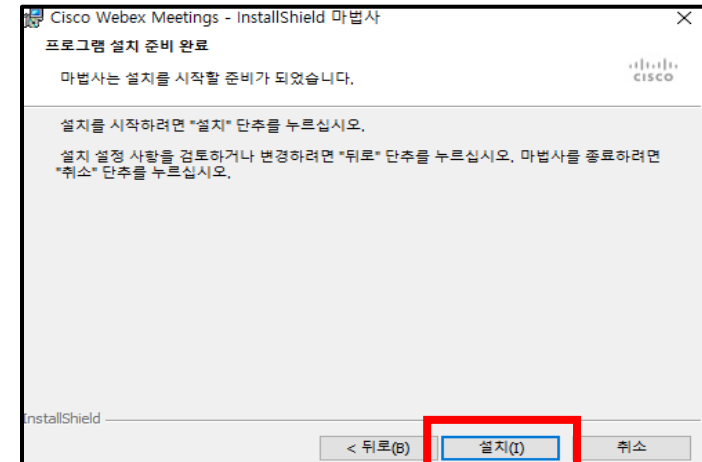 Cisco Webex Meetings - InstallShield 마법사
프로그램 설치 준비 완료
마법사는 설치를 시작할 준비가 되었습니다.
CISCO
설치를 시작하려면 "설치" 단추를 누르십시오.
설치 설정 사항을 검토하거나 변경하려면 "뒤로" 단추를 누르십시오. 마법사를 종료하려면
"취소" 단추를 누르십시오.
InstallShield
< 뒤로(B) 설치(I) 취소